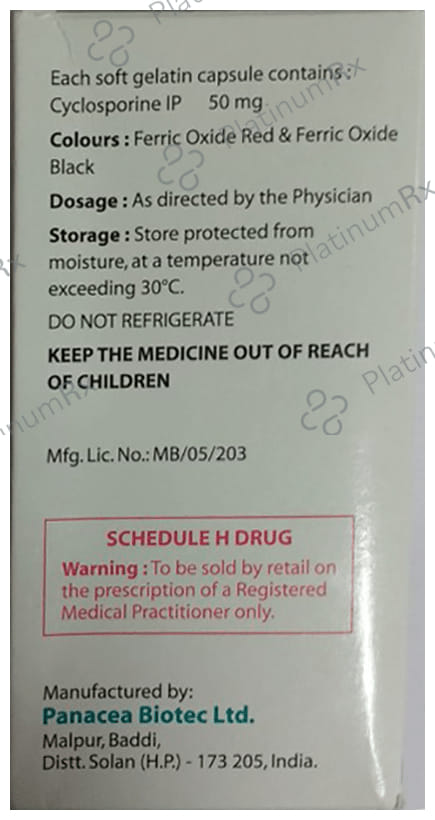 Each soft gelatin capsule contains :
Cyclosporine IP 50 mg
Colours : Ferric Oxide Red & Ferric Oxide
Black
Dosage : As directed by the Physician
Storage : Store protected from
moisture, at a temperature not
exceeding 30°C.
DO NOT REFRIGERATE
KEEP THE MEDICINE OUT OF REACH
OF CHILDREN
Mfg. Lic. No.: MB/05/203
SCHEDULE H DRUG
Warning : To be sold by retail on
the prescription of a Registered
Medical Practitioner only.
Manufactured by:
Panacea Biotec Ltd.
Malpur, Baddi,
Distt. Solan (H.P.) - 173 205, India.
PlatinumRx
PlatinumRx